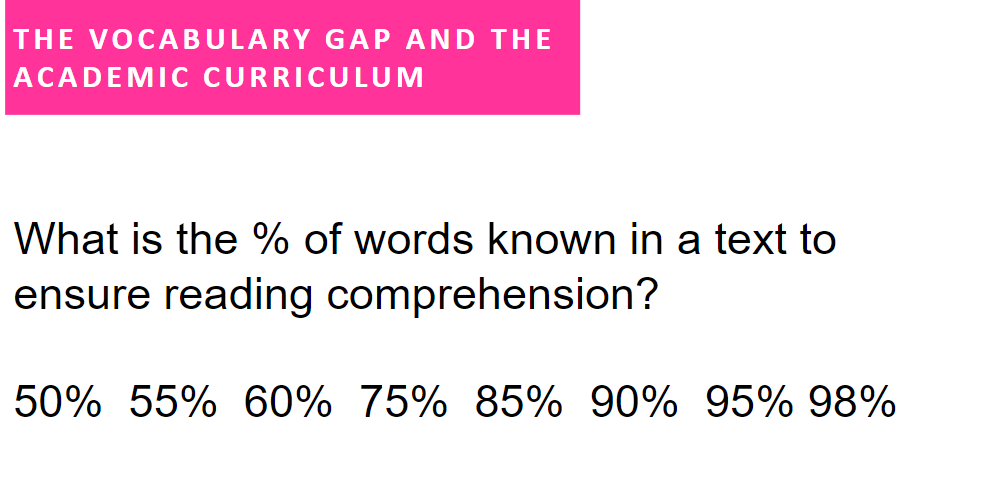 THE VOCABULARY GAP AND THE
ACADEMIC CURRICULUM
What is the % of words known in a text to
ensure reading comprehension?
50% 55% 60% 75% 85% 90% 95% 98%